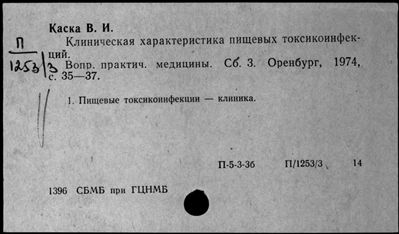 Каска В. И.
П
1253/3
Клиническая характеристика пищевых токсикоинфек-
ций.
Вопр. практич. медицины. Сб. 3. Оренбург, 1974,
с. 35—37.
1. Пищевые токсикоинфекции — клиника.
П-5-3-3б П/1253/3 14
1396 СБМБ при ГЦНМБ